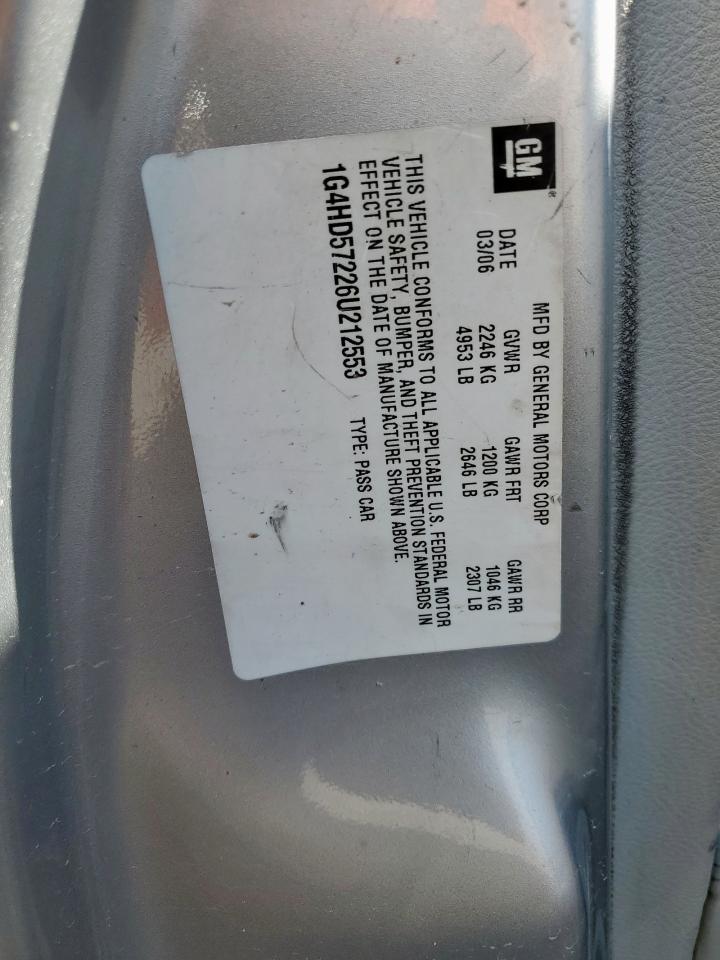 GM
MFD BY GENERAL MOTORS CORP
DATE GVWR GAWR FRT GAWR RR
03/06 2246 KG 1200 KG 1046 KG
4953 LB 2646 LB 2307 LB
THIS VEHICLE CONFORMS TO ALL APPLICABLE U.S. FEDERAL MOTOR
VEHICLE SAFETY, BUMPER, AND THEFT PREVENTION STANDARDS IN
EFFECT ON THE DATE OF MANUFACTURE SHOWN ABOVE.
1G4HD57226U212553 TYPE: PASS CAR